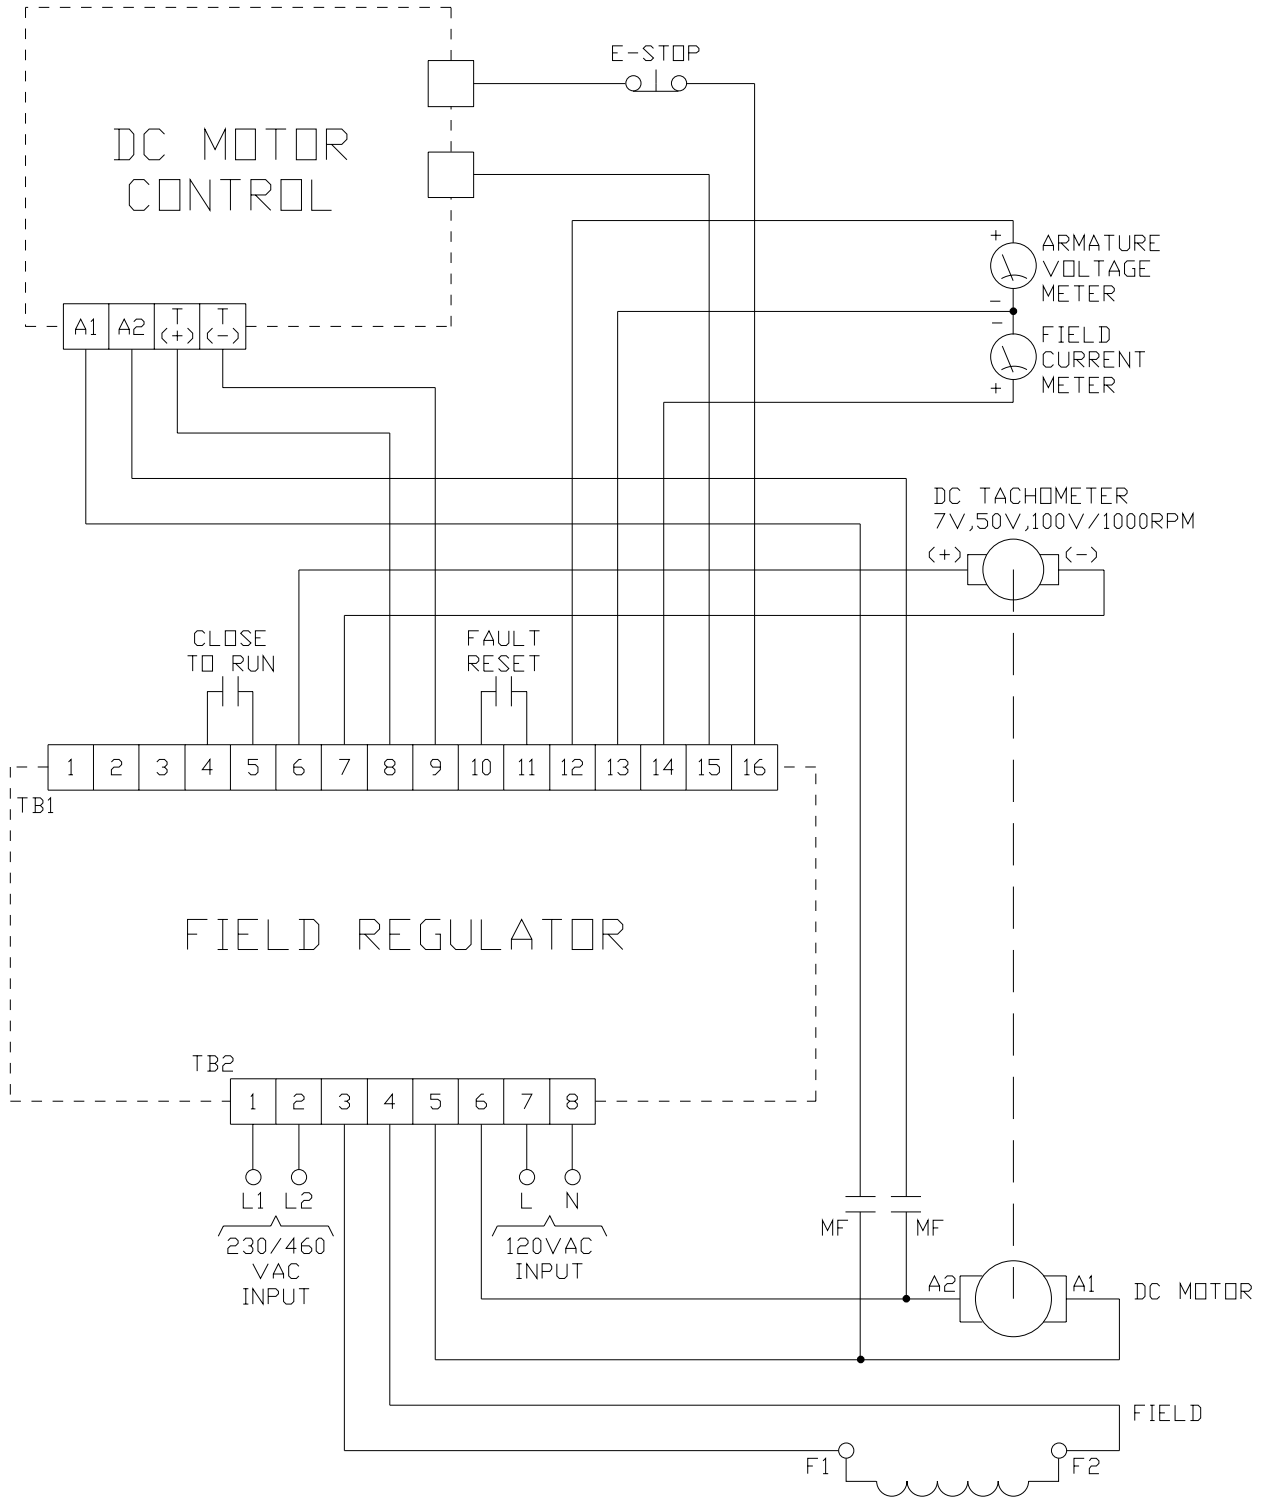 E-STOP
DC MOTOR
CONTROL
+
ARMATURE
VOLTAGE
METER
-
-
FIELD
CURRENT
METER
+
A1 A2 T (+) T (-)
DC TACHOMETER
7V,50V,100V/1000RPM
(+) (-)
CLOSE
TO RUN
FAULT
RESET
1 2 3 4 5 6 7 8 9 10 11 12 13 14 15 16
TB1
FIELD REGULATOR
TB2
1 2 3 4 5 6 7 8
L1 L2
L N
230/460
VAC
INPUT
120VAC
INPUT
MF MF
A2 A1
DC MOTOR
FIELD
F1 F2